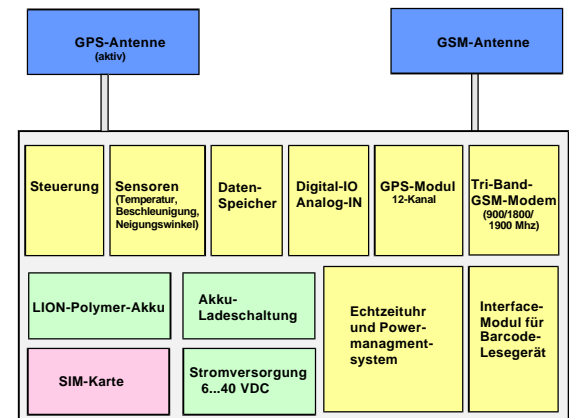 GPS-Antenne
(aktiv)
GSM-Antenne
Steuerung
Sensoren
(Temperatur,
Beschleunigung,
Neigungswinkel)
Daten-
Speicher
Digital-IO
Analog-IN
GPS-Modul
12-Kanal
Tri-Band-
GSM-Modem
(900/1800/
1900 Mhz)
LION-Polymer-Akku
Akku-
Ladeschaltung
Echtzeituhr
und Power-
managment-
system
Interface-
Modul für
Barcode-
Lesegerät
SIM-Karte
Stromversorgung
6...40 VDC